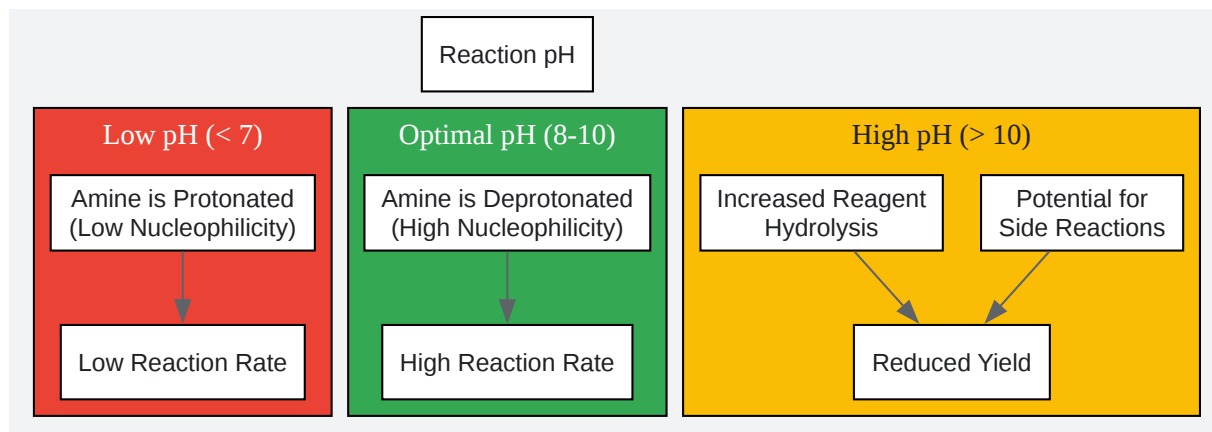 Reaction pH
Low pH (< 7)
Amine is Protonated
(Low Nucleophilicity)
Low Reaction Rate
Optimal pH (8-10)
Amine is Deprotonated
(High Nucleophilicity)
High Reaction Rate
High pH (> 10)
Increased Reagent
Hydrolysis
Potential for
Side Reactions
Reduced Yield